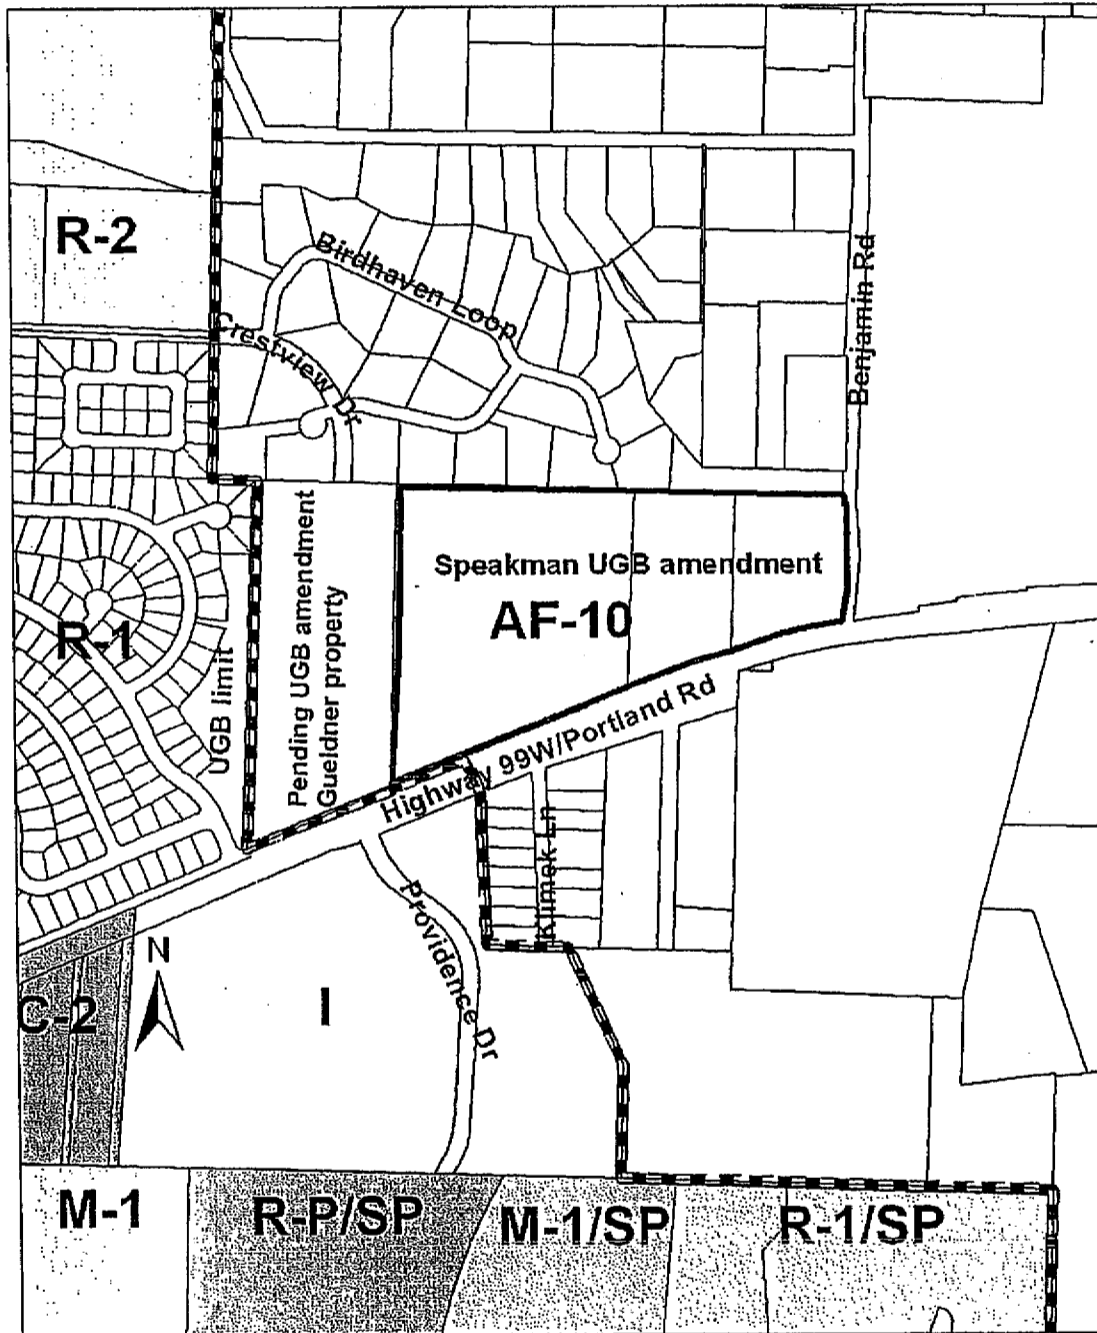 R-2
Birdhaven Loop
Crestview Dr
Benjamin Rd
Speakman UGB amendment
AF-10
Pending UGB amendment
Gueldner property
R-1
UGB limit
Highway 99W/Portland Rd
Klimek Ln
Providence Dr
N
C-2
I
M-1
R-P/SP
M-1/SP
R-1/SP